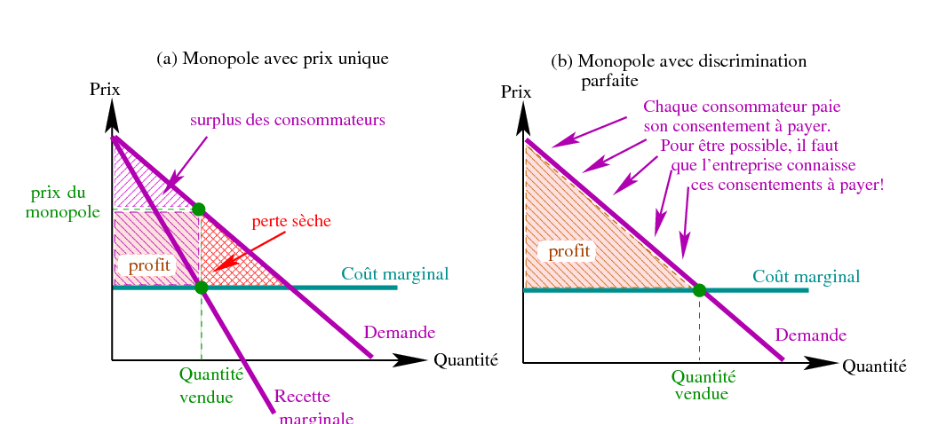 (a) Monopole avec prix unique
Prix
surplus des consommateurs
prix du
monopole
perte sèche
profit
Coût marginal
Demande
Quantité
Quantité
vendue
Recette
marginale
(b) Monopole avec discrimination
parfaite
Prix
Chaque consommateur paie
son consentement à payer.
Pour être possible, il faut
que l'entreprise connaisse
ces consentements à payer!
profit
Coût marginal
Demande
Quantité
Quantité
vendue